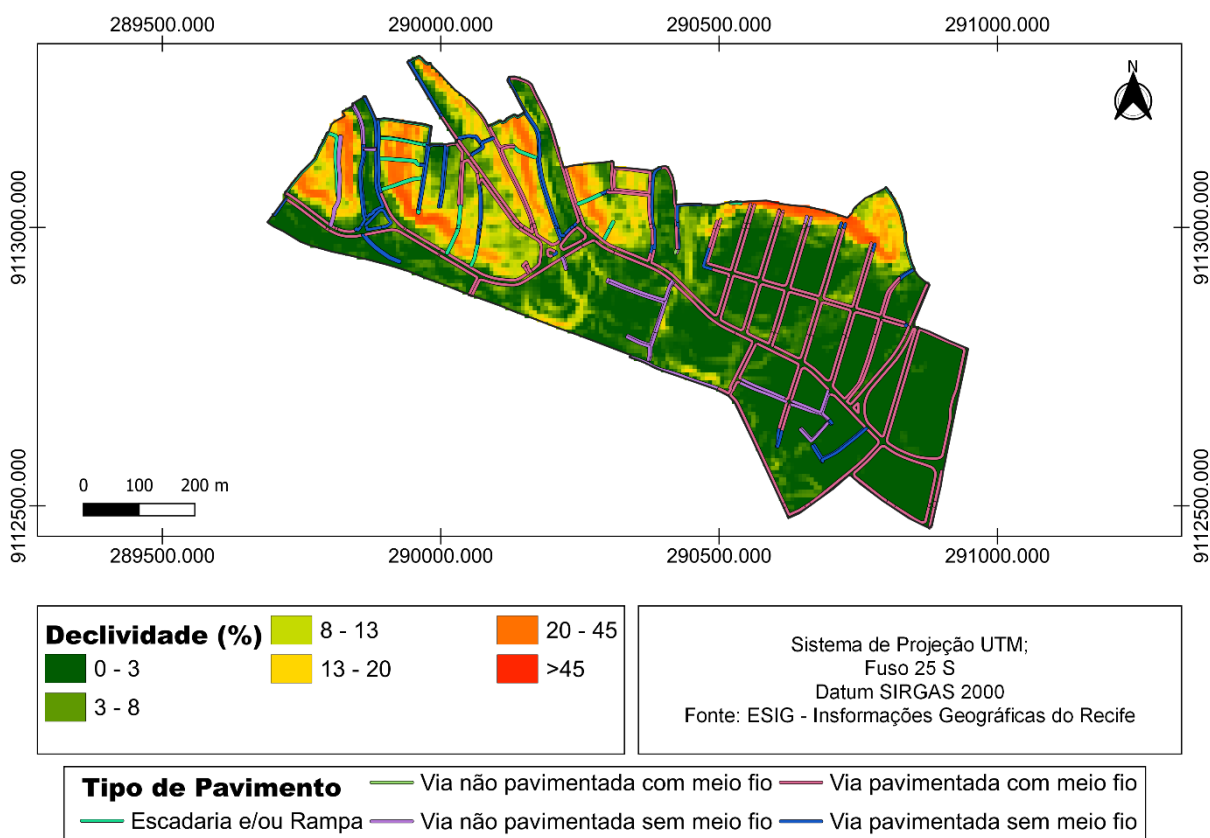 289500.000 290000.000 290500.000 291000.000
N
9113000.000 9113000.000
0 100 200 m
9112500.000 9112500.000
289500.000 290000.000 290500.000 291000.000
Declividade (%)
0 - 3
3 - 8
8 - 13
13 - 20
20 - 45
>45
Sistema de Projeção UTM;
Fuso 25 S
Datum SIRGAS 2000
Fonte: ESIG - Insformações Geográficas do Recife
Tipo de Pavimento
Escadaria e/ou Rampa
Via não pavimentada com meio fio
Via não pavimentada sem meio fio
Via pavimentada com meio fio
Via pavimentada sem meio fio